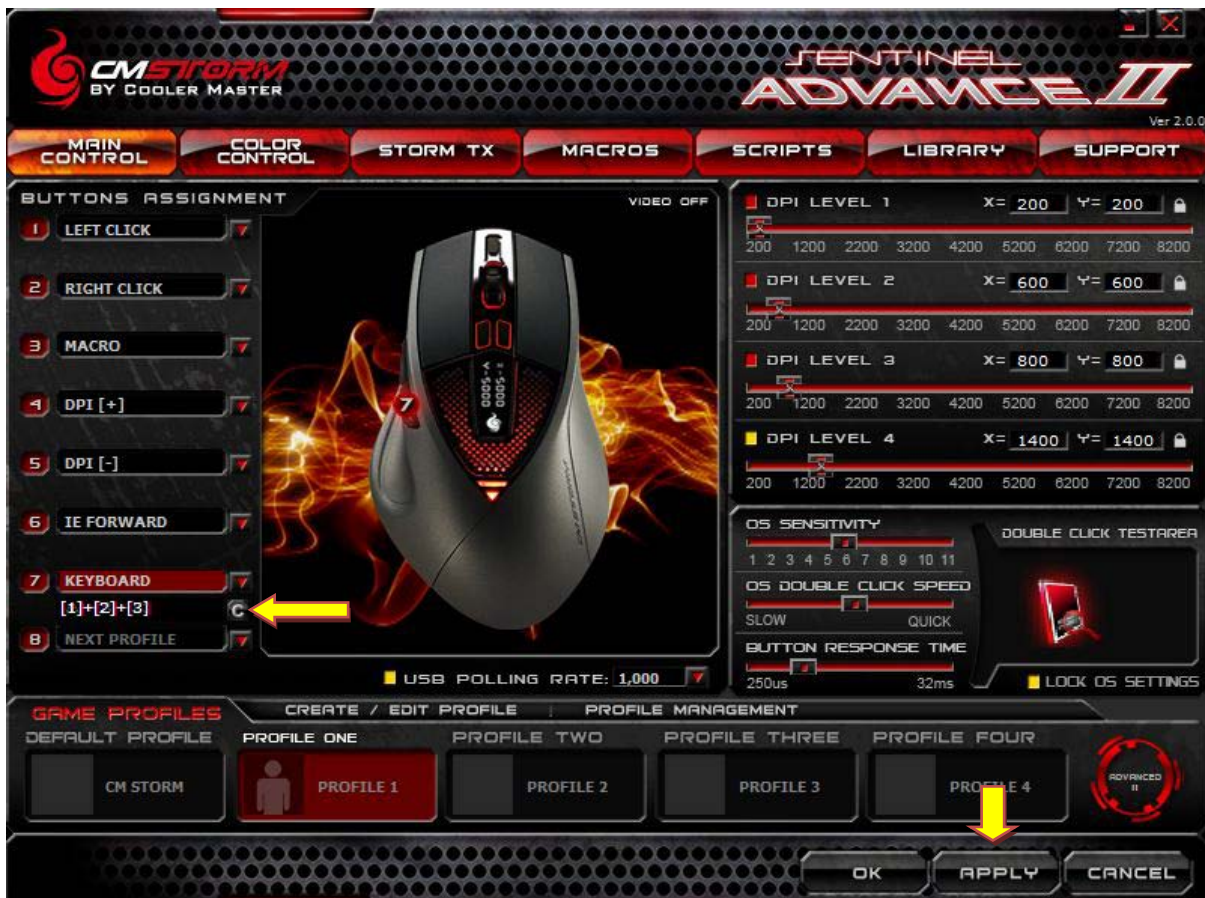 CMSTORM
BY COOLER MASTER
SENTINEL
ADVANCE II
Ver 2.0.0
MAIN CONTROL
COLOR CONTROL
STORM TX
MACROS
SCRIPTS
LIBRARY
SUPPORT
BUTTONS ASSIGNMENT
VIDEO OFF
1 LEFT CLICK
2 RIGHT CLICK
3 MACRO
4 DPI [+]
5 DPI [-]
6 IE FORWARD
7 KEYBOARD
[1]+[2]+[3] C
8 NEXT PROFILE
7
X-5000
Y-5000
USB POLLING RATE: 1,000
DPI LEVEL 1 X= 200 Y= 200
200 1200 2200 3200 4200 5200 6200 7200 8200
DPI LEVEL 2 X= 600 Y= 600
200 1200 2200 3200 4200 5200 6200 7200 8200
DPI LEVEL 3 X= 800 Y= 800
200 1200 2200 3200 4200 5200 6200 7200 8200
DPI LEVEL 4 X= 1400 Y= 1400
200 1200 2200 3200 4200 5200 6200 7200 8200
OS SENSITIVITY
1 2 3 4 5 6 7 8 9 10 11
OS DOUBLE CLICK SPEED
SLOW QUICK
BUTTON RESPONSE TIME
250us 32ms
DOUBLE CLICK TESTAREA
LOCK OS SETTINGS
GAME PROFILES
CREATE / EDIT PROFILE | PROFILE MANAGEMENT
DEFAULT PROFILE
PROFILE ONE
PROFILE TWO
PROFILE THREE
PROFILE FOUR
CM STORM
PROFILE 1
PROFILE 2
PROFILE 3
PROFILE 4
ADVANCED
II
OK
APPLY
CANCEL